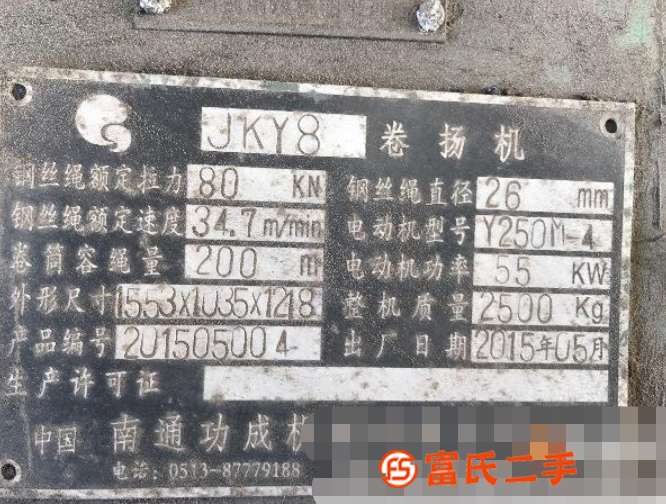 JKY8 卷扬机
钢丝绳额定拉力 80 KN 钢丝绳直径 26 mm
钢丝绳额定速度 34.7 m/min 电动机型号 Y250M-4
卷筒容绳量 200 m 电动机功率 55 KW
外形尺寸 1553X1035X1218 整机质量 2500 Kg
产品编号 201505004 出厂日期 2015年05月
生产许可证
中国 南通功成机
电话: 0513-87779188
富氏二手